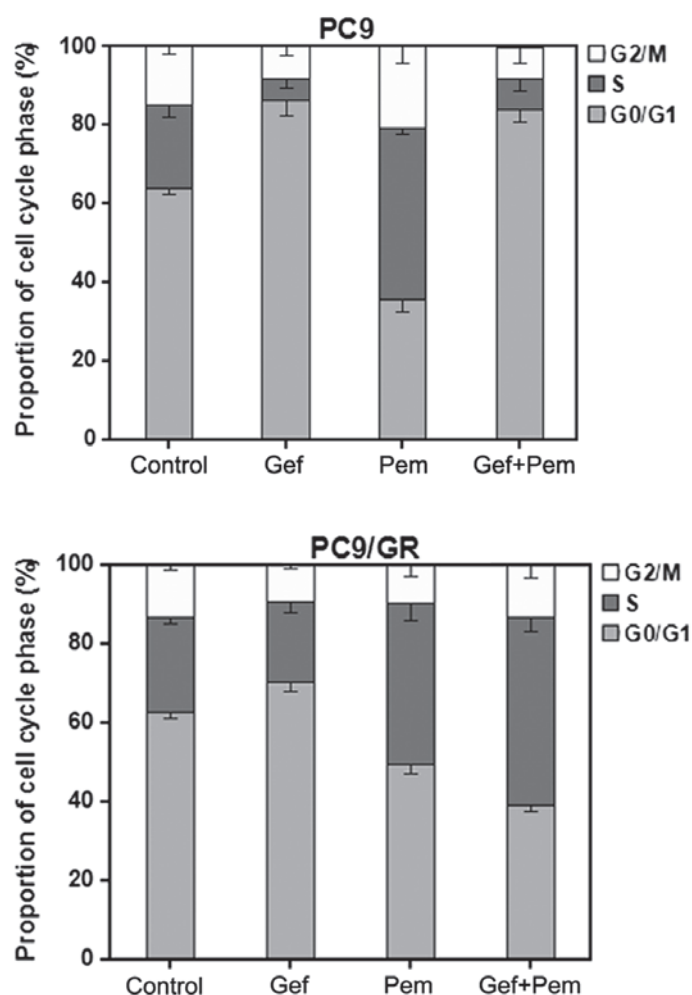 PC9
Proportion of cell cycle phase (%)
100
80
60
40
20
0
G2/M
S
G0/G1
Control Gef Pem Gef+Pem
PC9/GR
Proportion of cell cycle phase (%)
100
80
60
40
20
0
G2/M
S
G0/G1
Control Gef Pem Gef+Pem